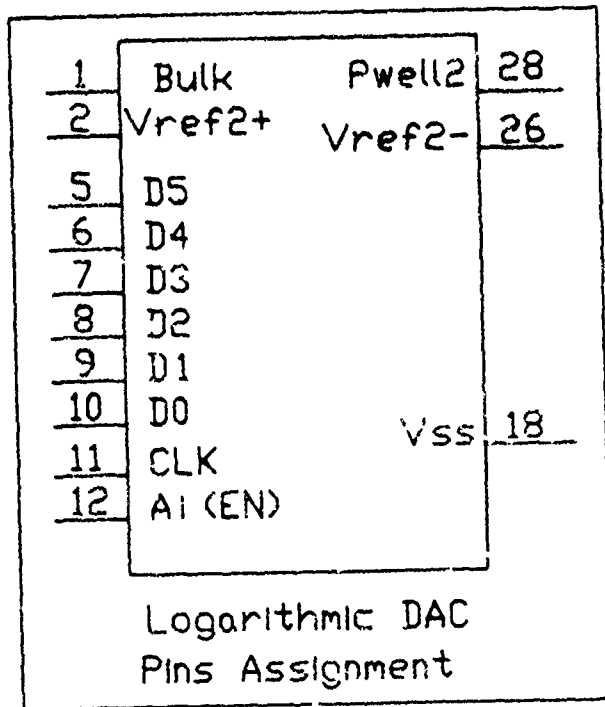 1 Bulk Pwell2 28
2 Vref2+ Vref2- 26
5 D5
6 D4
7 D3
8 D2
9 D1
10 D0
Vss 18
11 CLK
12 Ai (EN)
Logarithmic DAC
Pins Assignment